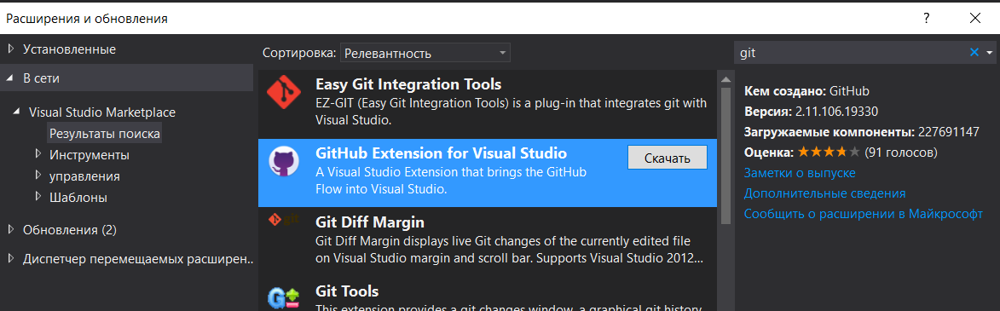 Расширения и обновления
Установленные
В сети
Visual Studio Marketplace
Результаты поиска
Инструменты
управления
Шаблоны
Обновления (2)
Диспетчер перемещаемых расширен...
Сортировка: Релевантность
Easy Git Integration Tools
EZ-GIT (Easy Git Integration Tools) is a plug-in that integrates git with
Visual Studio.
GitHub Extension for Visual Studio
Скачать
A Visual Studio Extension that brings the GitHub
Flow into Visual Studio.
Git Diff Margin
Git Diff Margin displays live Git changes of the currently edited file
on Visual Studio margin and scroll bar. Supports Visual Studio 2012...
Git Tools
This extension provides a git changes window, a graphical git history
git
Кем создано: GitHub
Версия: 2.11.106.19330
Загружаемые компоненты: 227691147
Оценка: (91 голосов)
Заметки о выпуске
Дополнительные сведения
Сообщить о расширении в Майкрософт